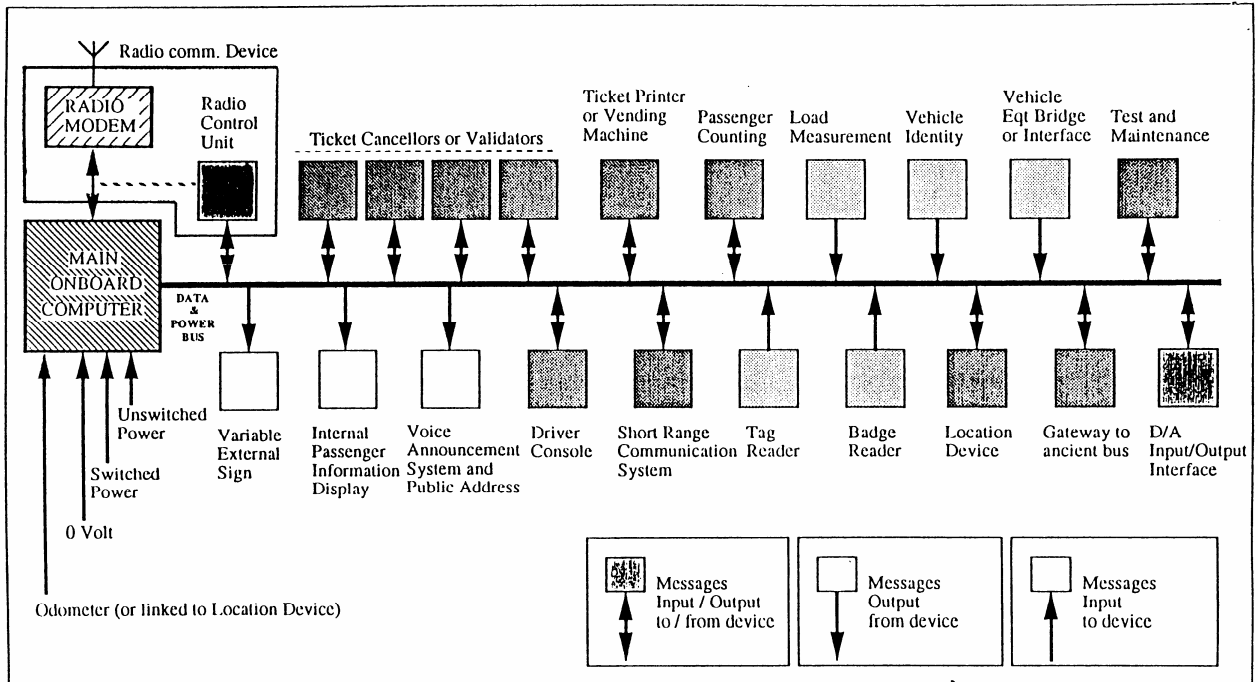 Radio comm. Device
RADIO
MODEM
Radio
Control
Unit
Ticket Cancellors or Validators
Ticket Printer
or Vending
Machine
Passenger
Counting
Load
Measurement
Vehicle
Identity
Vehicle
Eqt Bridge
or Interface
Test and
Maintenance
MAIN
ONBOARD
COMPUTER
DATA
&
POWER
BUS
Unswitched
Power
Switched
Power
0 Volt
Odometer (or linked to Location Device)
Variable
External
Sign
Internal
Passenger
Information
Display
Voice
Announcement
System and
Public Address
Driver
Console
Short Range
Communication
System
Tag
Reader
Badge
Reader
Location
Device
Gateway to
ancient bus
D/A
Input/Output
Interface
Messages
Input / Output
to / from device
Messages
Output
from device
Messages
Input
to device